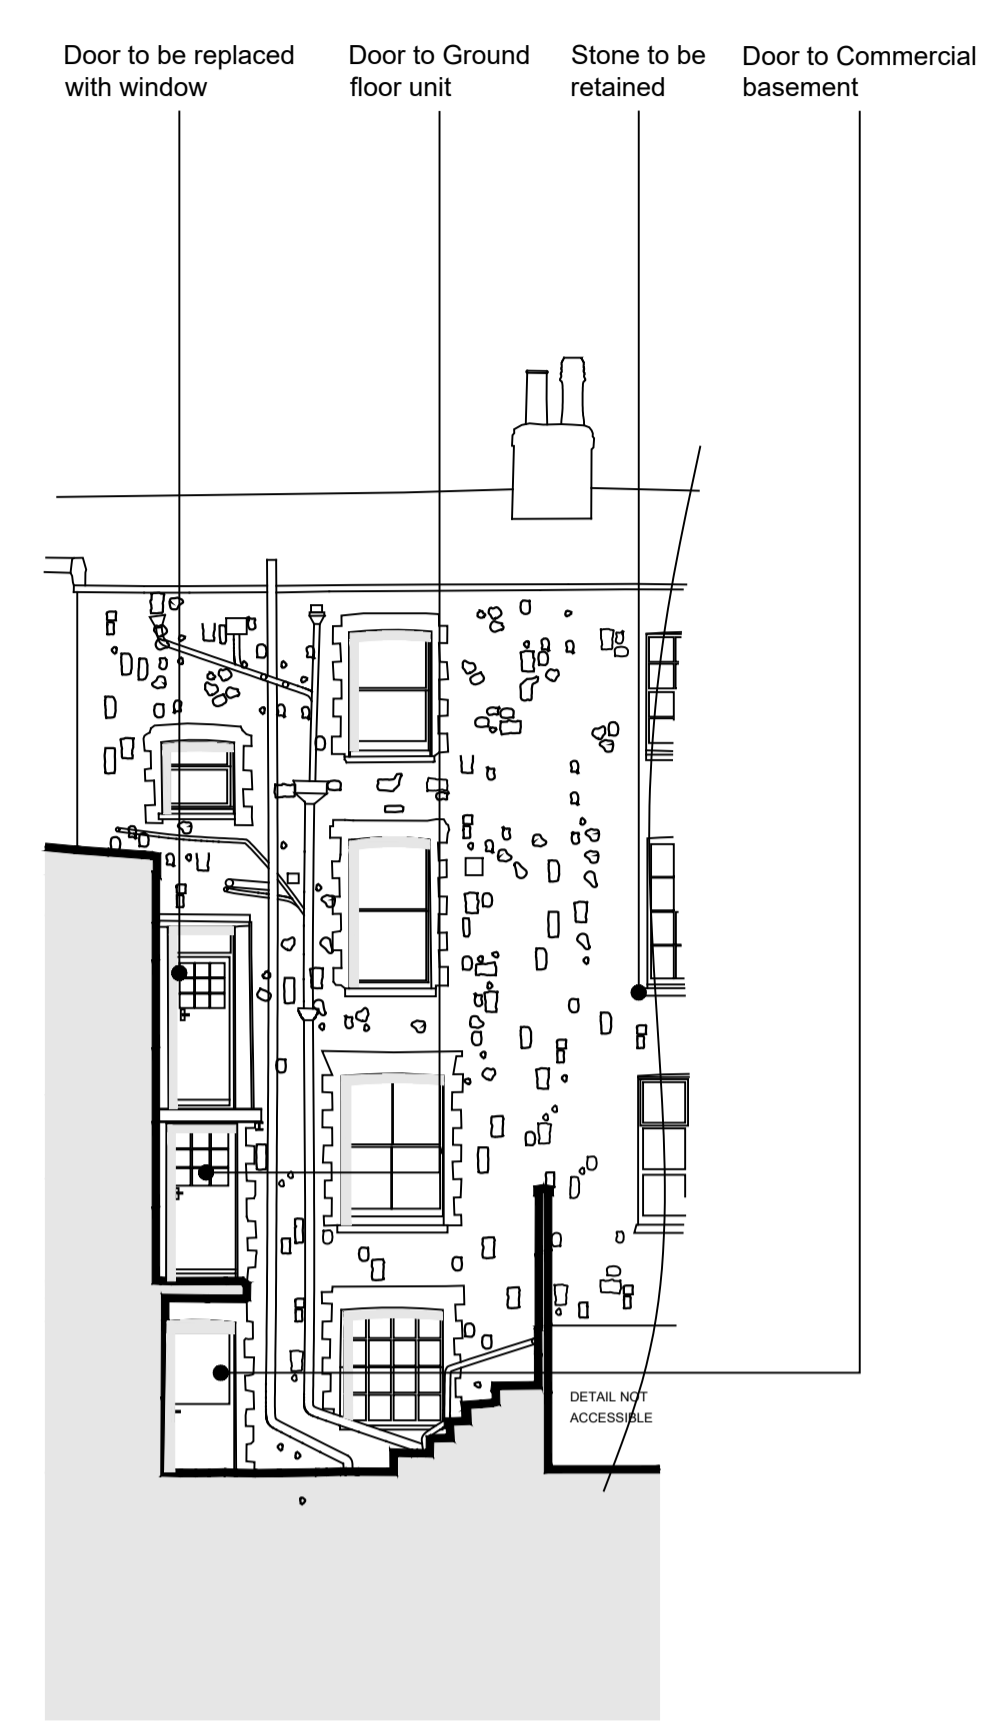 Door to be replaced
with window
Door to Ground
floor unit
Stone to be
retained
Door to Commercial
basement
DETAIL NOT
ACCESSIBLE